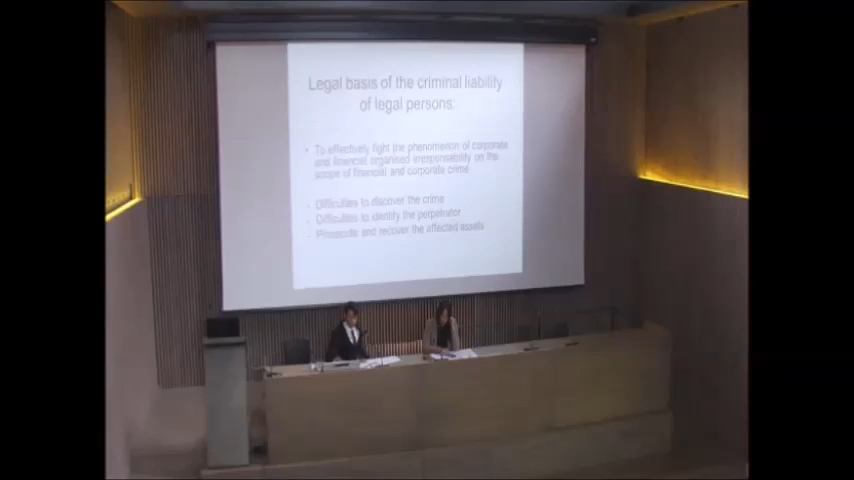 Legal basis of the criminal liability
of legal persons:
• To effectively fight the phenomenon of corporate
and financial organised irresponsability on the
scope of financial and corporate crime
- Difficulties to discover the crime
- Difficulties to identify the perpetrator
- Prosecute and recover the affected assets